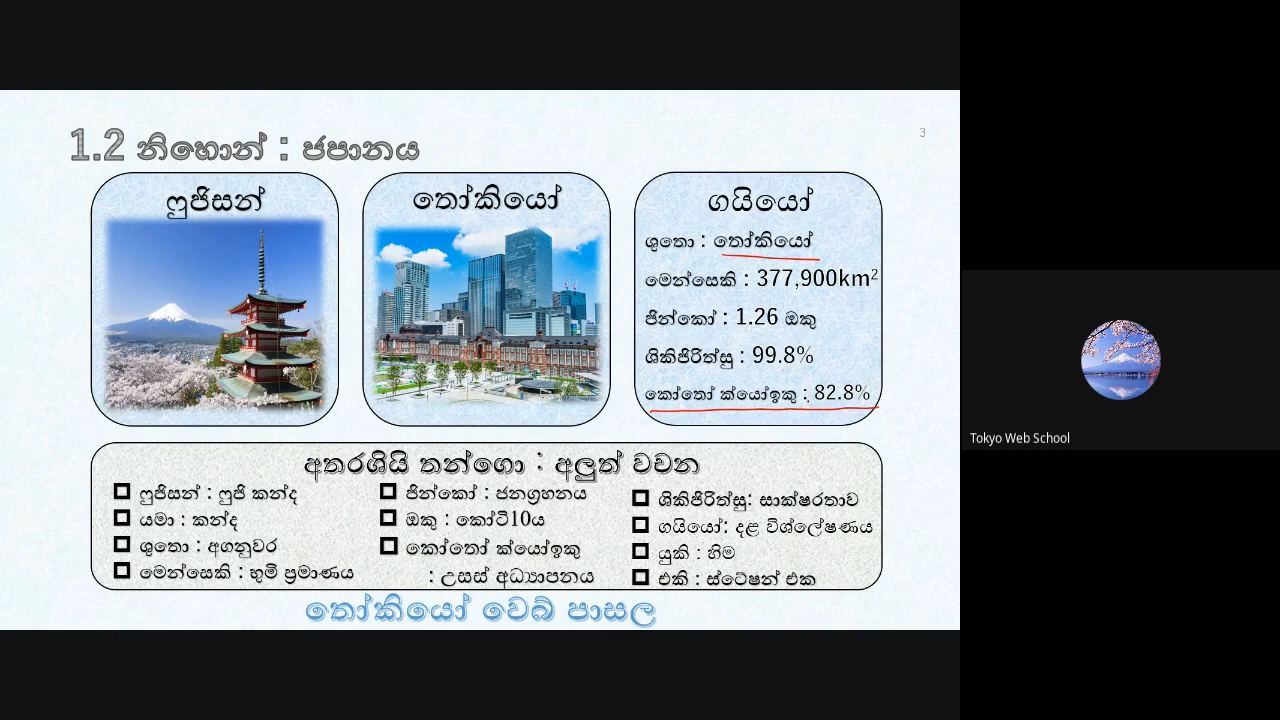 1.2 නිහොන් : ජපානය
3
ෆුජිසන්
තෝකියෝ
ගයියෝ
ශුතො : තෝකියෝ
මෙන්සෙකි : 377,900km²
ජින්කෝ : 1.26 ඔකු
ශිකිජිරිත්සු : 99.8%
කෝතෝ ක්යෝඉකු : 82.8%
අතරශියි තන්ගො : අලුත් වචන
ෆුජිසන් : ෆුජි කන්ද
යමා : කන්ද
ශුතො : අගනුවර
මෙන්සෙකි : භුමි ප්‍රමාණය
ජින්කෝ : ජනග්‍රහනය
ඔකු : කෝටි10ය
කෝතෝ ක්යෝඉකු
: උසස් අධ්‍යාපනය
ශිකිජිරිත්සු: සාක්ෂරතාව
ගයියෝ: දළ විශ්ලේෂණය
යුකි : හිම
එකි : ස්ටේෂන් එක
තෝකියෝ වෙබ් පාසල
Tokyo Web School